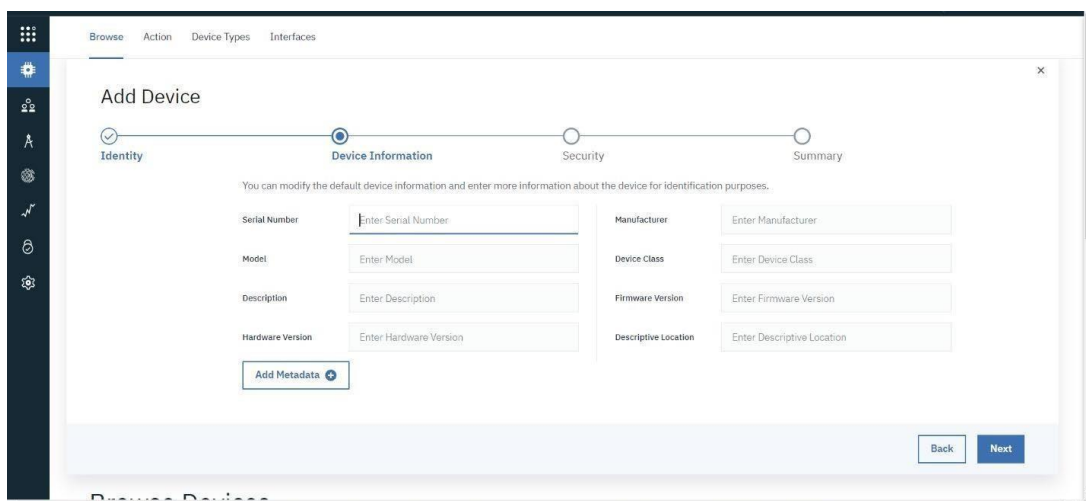 Browse Action Device Types Interfaces
Add Device
Identity Device Information Security Summary
You can modify the default device information and enter more information about the device for identification purposes.
Serial Number Enter Serial Number Manufacturer Enter Manufacturer
Model Enter Model Device Class Enter Device Class
Description Enter Description Firmware Version Enter Firmware Version
Hardware Version Enter Hardware Version Descriptive Location Enter Descriptive Location
Add Metadata
Back Next
Browse Devices